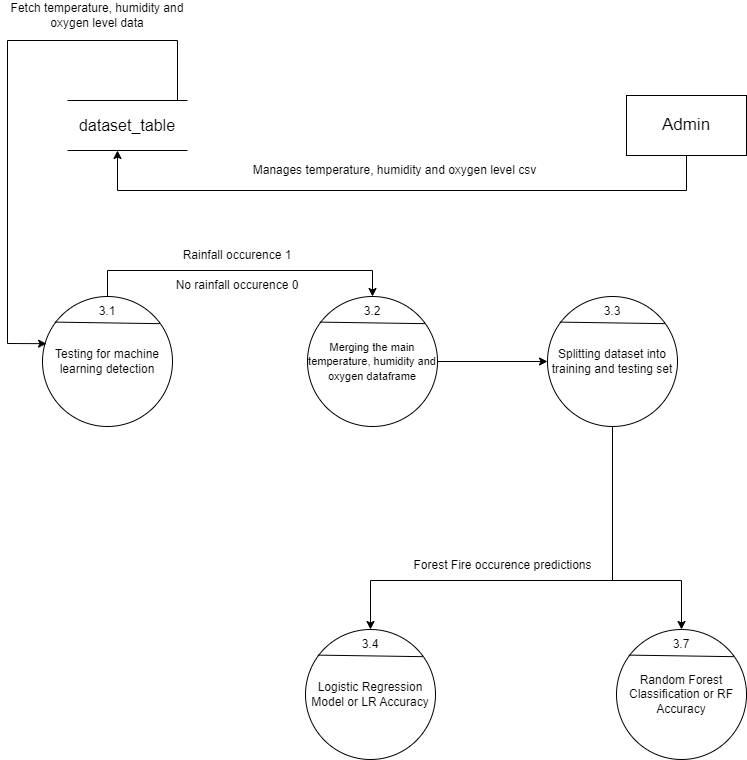 Fetch temperature, humidity and
oxygen level data
dataset_table
Admin
Manages temperature, humidity and oxygen level csv
Rainfall occurence 1
No rainfall occurence 0
3.1
Testing for machine
learning detection
3.2
Merging the main
temperature, humidity and
oxygen dataframe
3.3
Splitting dataset into
training and testing set
Forest Fire occurence predictions
3.4
Logistic Regression
Model or LR Accuracy
3.7
Random Forest
Classification or RF
Accuracy